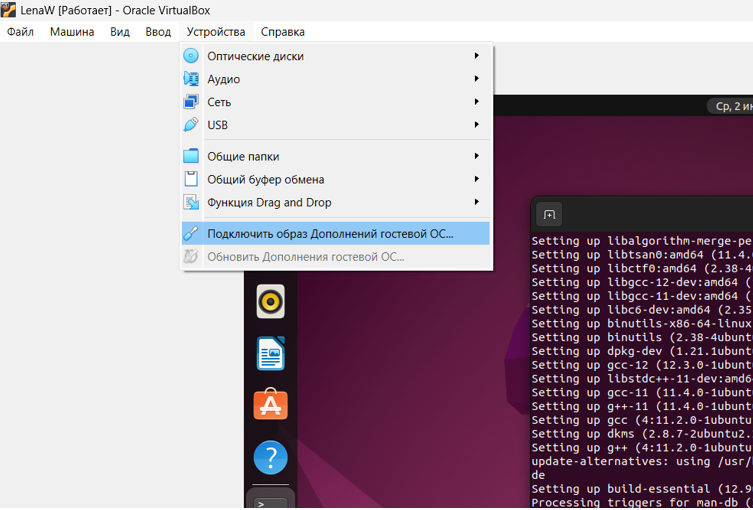 LenaW [Работает] - Oracle VirtualBox
Файл Машина Вид Ввод Устройства Справка
Оптические диски
Аудио
Сеть
USB
Общие папки
Общий буфер обмена
Функция Drag and Drop
Подключить образ Дополнений гостевой ОС...
Обновить Дополнения гостевой ОС...
Ср, 2 и
Setting up libalgorithm-merge-pe
Setting up libtsan0:amd64 (11.4.
Setting up libctf0:amd64 (2.38-4
Setting up libgcc-12-dev:amd64 (
Setting up libgcc-11-dev:amd64 (
Setting up libc6-dev:amd64 (2.35
Setting up binutils-x86-64-linux
Setting up binutils (2.38-4ubunt
Setting up dpkg-dev (1.21.1ubunt
Setting up gcc-12 (12.3.0-1ubunt
Setting up libstdc++-11-dev:amd6
Setting up gcc-11 (11.4.0-1ubunt
Setting up g++-11 (11.4.0-1ubunt
Setting up gcc (4:11.2.0-1ubuntu
Setting up dkms (2.8.7-2ubuntu2.
Setting up g++ (4:11.2.0-1ubuntu
update-alternatives: using /usr/
de
Setting up build-essential (12.9
Processing triggers for man-db (